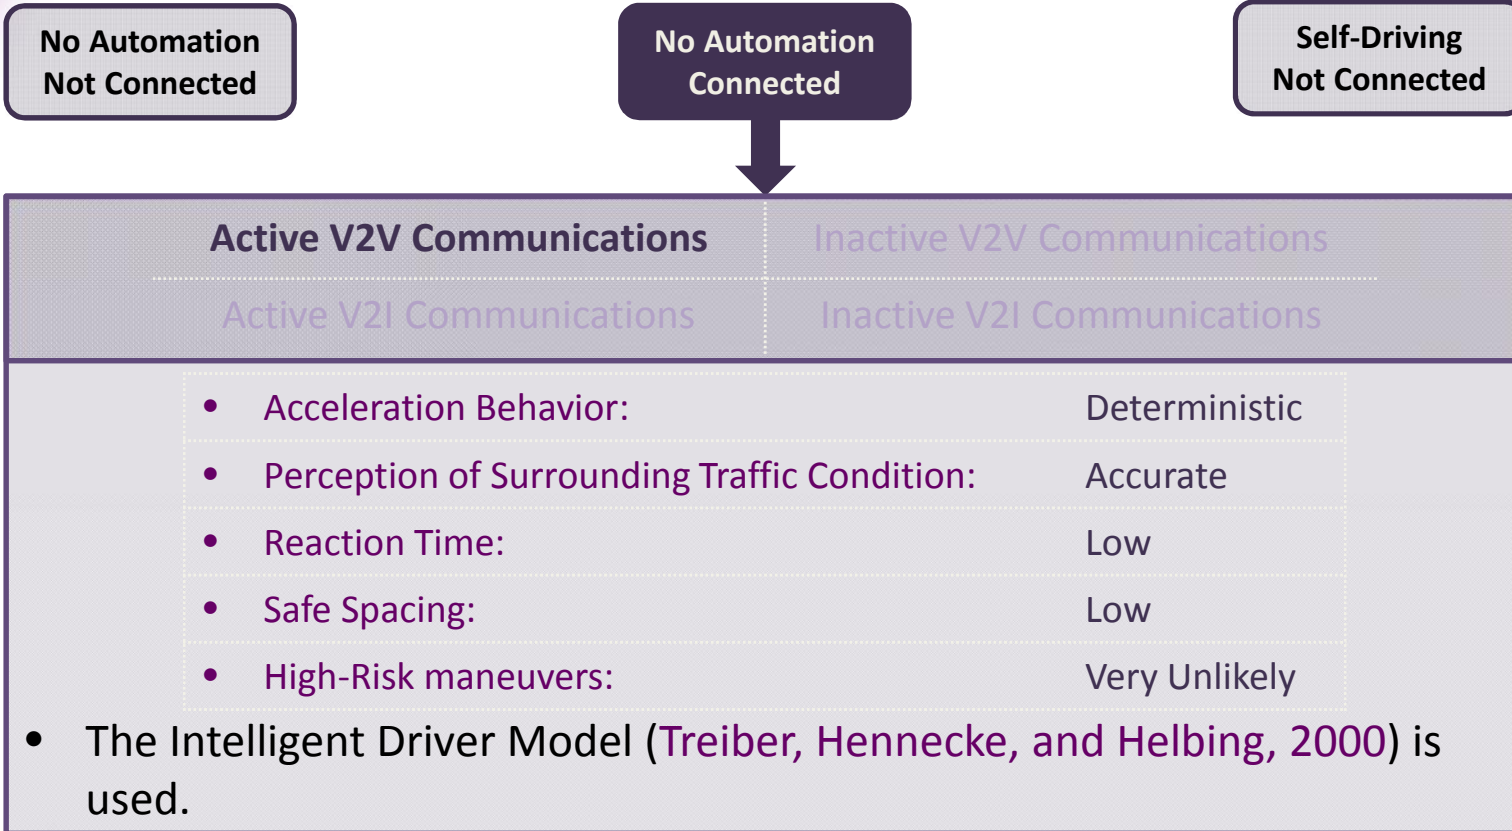 No Automation
Not Connected
No Automation
Connected
Self-Driving
Not Connected
Active V2V Communications
Inactive V2V Communications
Active V2I Communications
Inactive V2I Communications
• Acceleration Behavior: Deterministic
• Perception of Surrounding Traffic Condition: Accurate
• Reaction Time: Low
• Safe Spacing: Low
• High-Risk maneuvers: Very Unlikely
• The Intelligent Driver Model (Treiber, Hennecke, and Helbing, 2000) is
used.